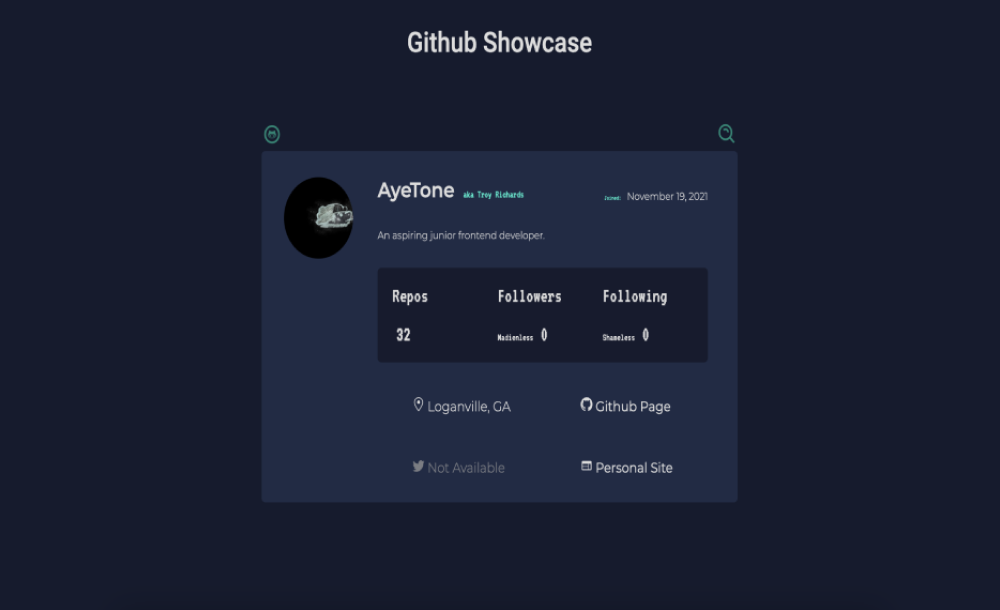 Github Showcase
AyeTone aka Troy Richards
Joined: November 19, 2021
An aspiring junior frontend developer.
Repos Followers Following
32 Madienless 0 Shameless 0
Loganville, GA Github Page
Not Available Personal Site